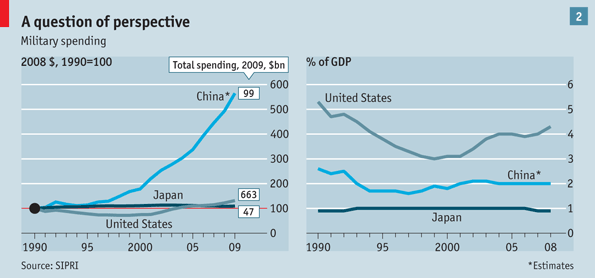 A question of perspective
2
Military spending
2008 $, 1990=100
Total spending, 2009, $bn
600
500
400
300
200
100
0
China*
99
Japan
663
47
United States
1990
95
2000
05
09
% of GDP
6
5
4
3
2
1
0
United States
China*
Japan
1990
2000
05
08
Source: SIPRI
*Estimates